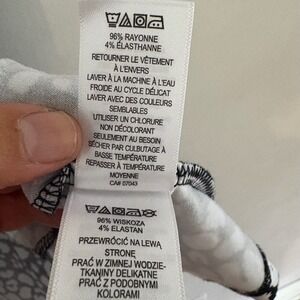 96% RAYONNE
4% ÉLASTHANNE
RETOURNER LE VÊTEMENT
À L'ENVERS
LAVER À LA MACHINE À L'EAU
FROIDE AU CYCLE DÉLICAT
LAVER AVEC DES COULEURS
SEMBLABLES
UTILISER UN CHLORURE
NON DÉCOLORANT
SEULEMENT AU BESOIN
SÉCHER PAR CULBUTAGE À
BASSE TEMPÉRATURE
REPASSER À TEMPÉRATURE
MOYENNE
CA# 07043
96% WISKOZA
4% ELASTAN
PRZEWRÓCIĆ NA LEWĄ
STRONĘ
PRAĆ W ZIMNEJ WODZIE-
TKANINY DELIKATNE
PRAĆ Z PODOBNYMI
KOLORAMI